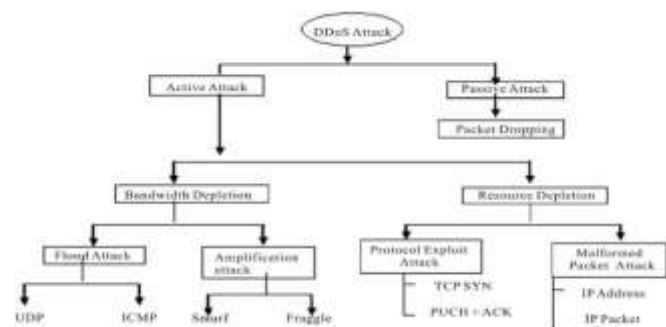 DDoS Attack
Active Attack
Passive Attack
Packet Dropping
Bandwidth Depletion
Resource Depletion
Flood Attack
Amplification
attack
Protocol Exploit
Attack
Malformed
Packet Attack
UDP
ICMP
Smurf
Fraggle
TCP SYN
PUCH + ACK
IP Address
IP Packet